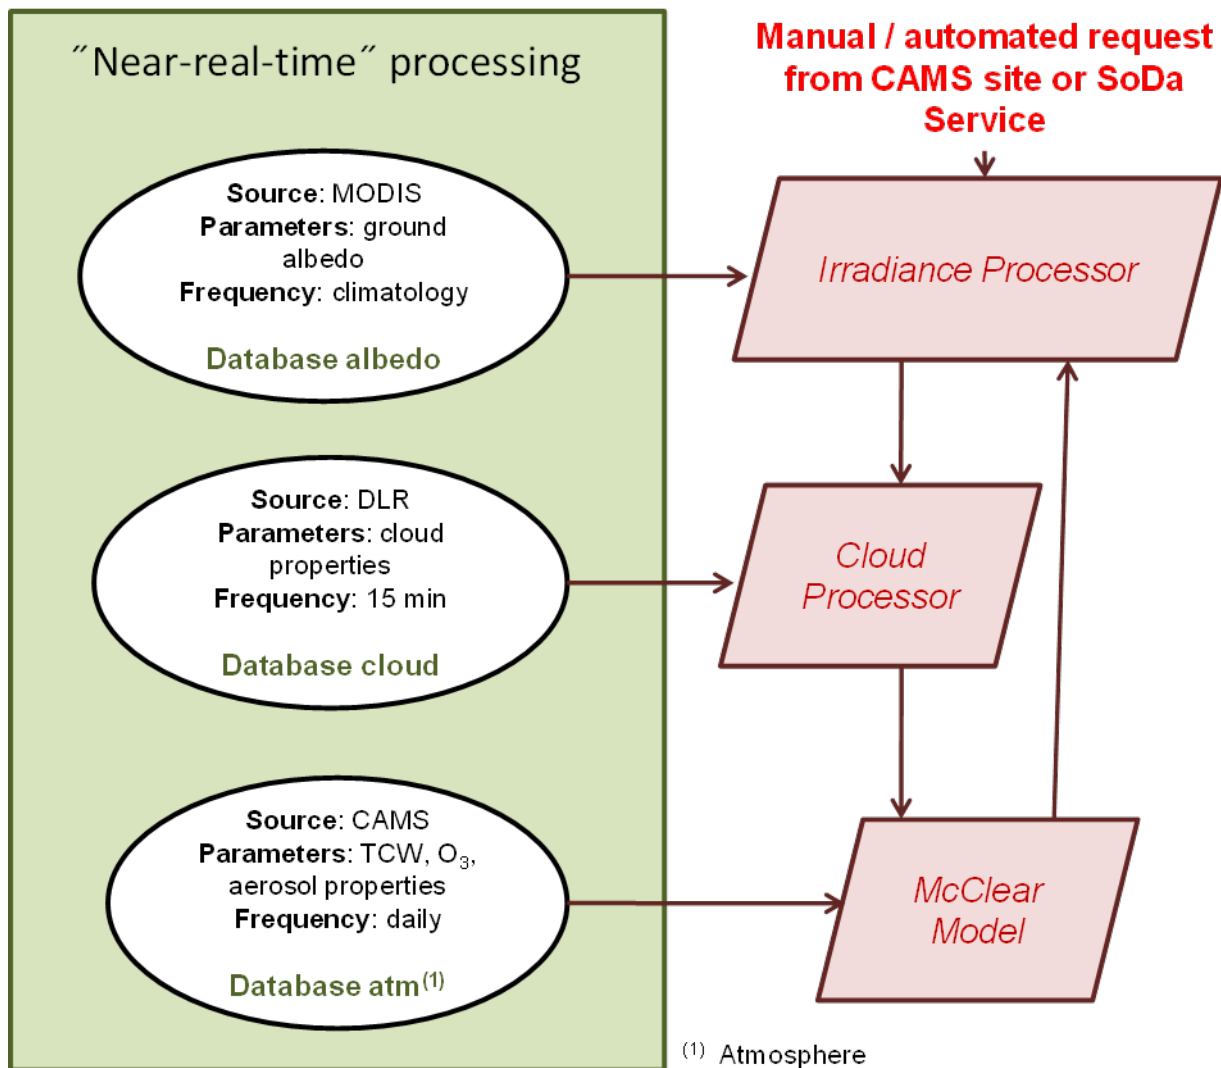 ˝Near-real-time˝ processing
Manual / automated request
from CAMS site or SoDa
Service
Source: MODIS
Parameters: ground
albedo
Frequency: climatology
Database albedo
Irradiance Processor
Source: DLR
Parameters: cloud
properties
Frequency: 15 min
Database cloud
Cloud
Processor
Source: CAMS
Parameters: TCW, O₃,
aerosol properties
Frequency: daily
Database atm⁽¹⁾
McClear
Model
⁽¹⁾ Atmosphere